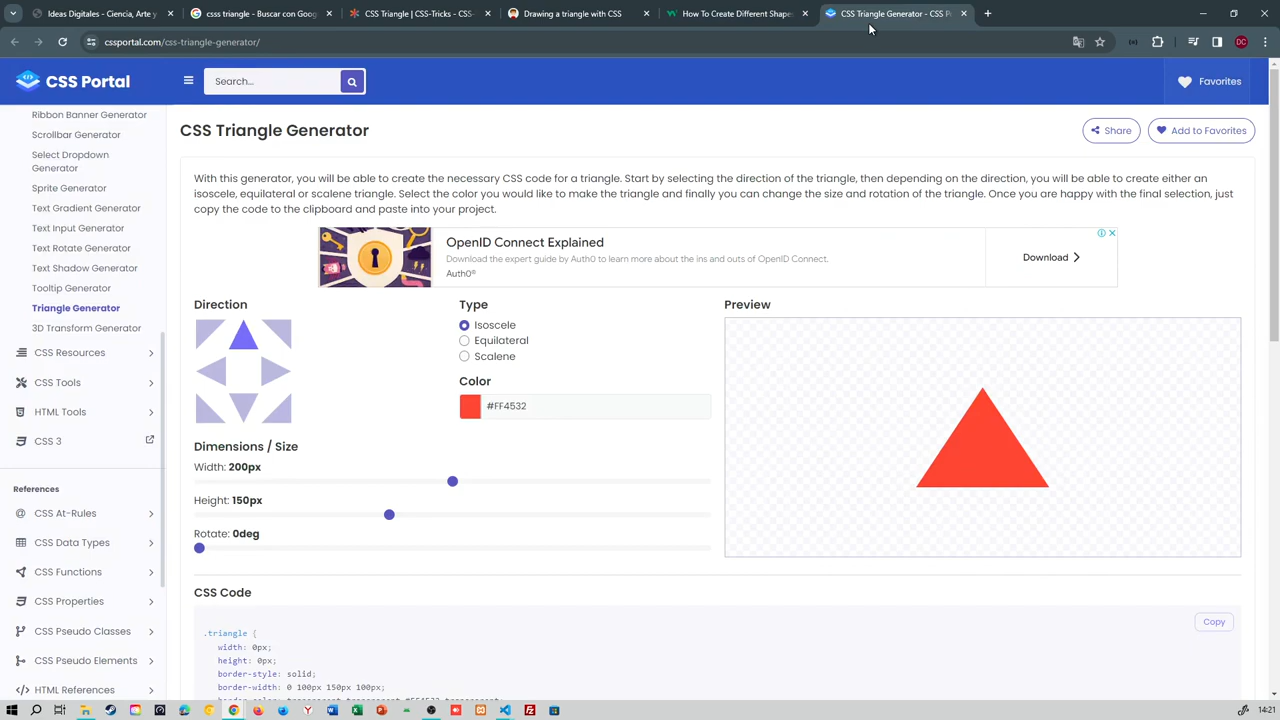 Ideas Digitales - Ciencia, Arte y
css triangle - Buscar con Goog
CSS Triangle | CSS-Tricks - CSS-
Drawing a triangle with CSS
How To Create Different Shapes
CSS Triangle Generator - CSS P
cssportal.com/css-triangle-generator/
DC
CSS Portal
Search...
Favorites
Ribbon Banner Generator
Scrollbar Generator
Select Dropdown
Generator
Sprite Generator
Text Gradient Generator
Text Input Generator
Text Rotate Generator
Text Shadow Generator
Tooltip Generator
Triangle Generator
3D Transform Generator
CSS Resources
CSS Tools
HTML Tools
CSS 3
References
CSS At-Rules
CSS Data Types
CSS Functions
CSS Properties
CSS Pseudo Classes
CSS Pseudo Elements
HTML References
CSS Triangle Generator
Share
Add to Favorites
With this generator, you will be able to create the necessary CSS code for a triangle. Start by selecting the direction of the triangle, then depending on the direction, you will be able to create either an
isoscele, equilateral or scalene triangle. Select the color you would like to make the triangle and finally you can change the size and rotation of the triangle. Once you are happy with the final selection, just
copy the code to the clipboard and paste into your project.
OpenID Connect Explained
Download the expert guide by Auth0 to learn more about the ins and outs of OpenID Connect.
Auth0®
Download
Direction
Type
Isoscele
Equilateral
Scalene
Color
#FF4532
Dimensions / Size
Width: 200px
Height: 150px
Rotate: 0deg
Preview
CSS Code
Copy
.triangle {
width: 0px;
height: 0px;
border-style: solid;
border-width: 0 100px 150px 100px;
14:21